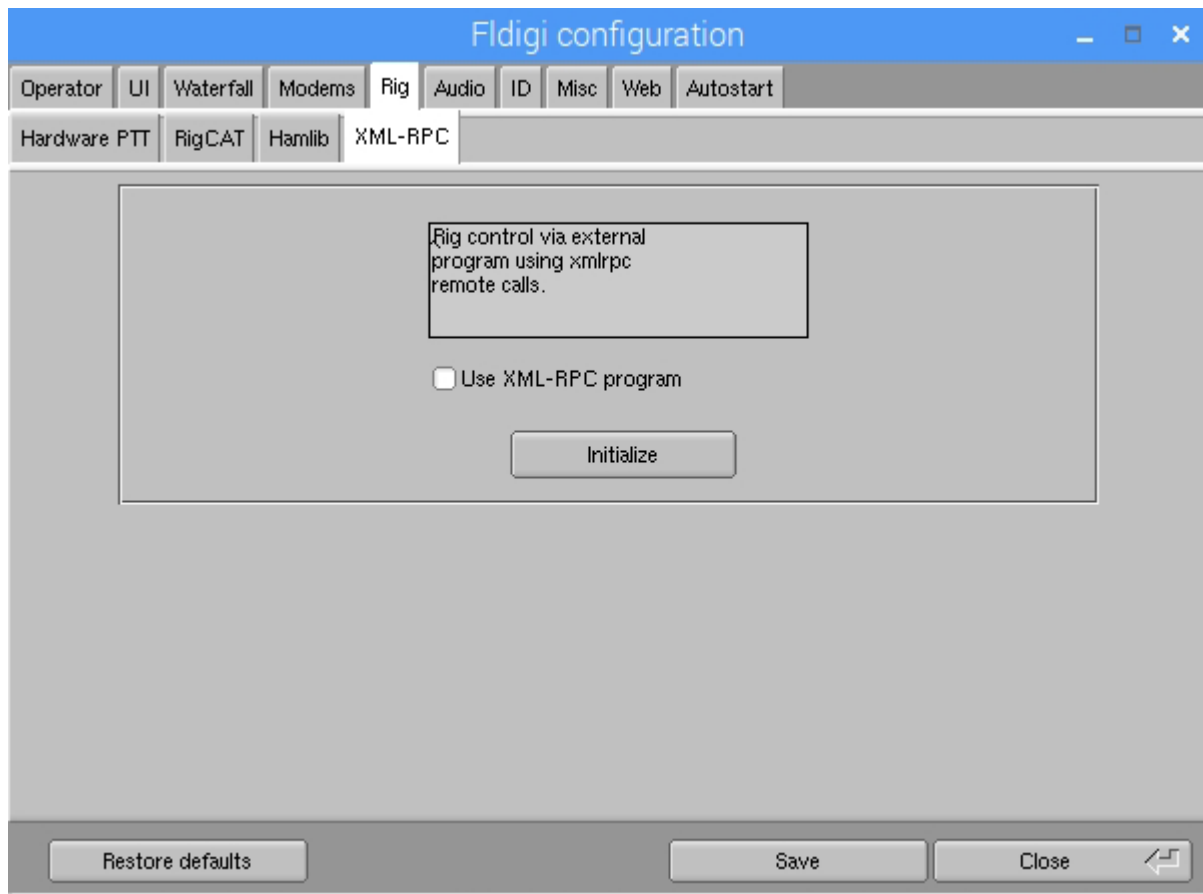 Fldigi configuration
Operator UI Waterfall Modems Rig Audio ID Misc Web Autostart
Hardware PTT RigCAT Hamlib XML-RPC
Rig control via external
program using xmlrpc
remote calls.
Use XML-RPC program
Initialize
Restore defaults Save Close